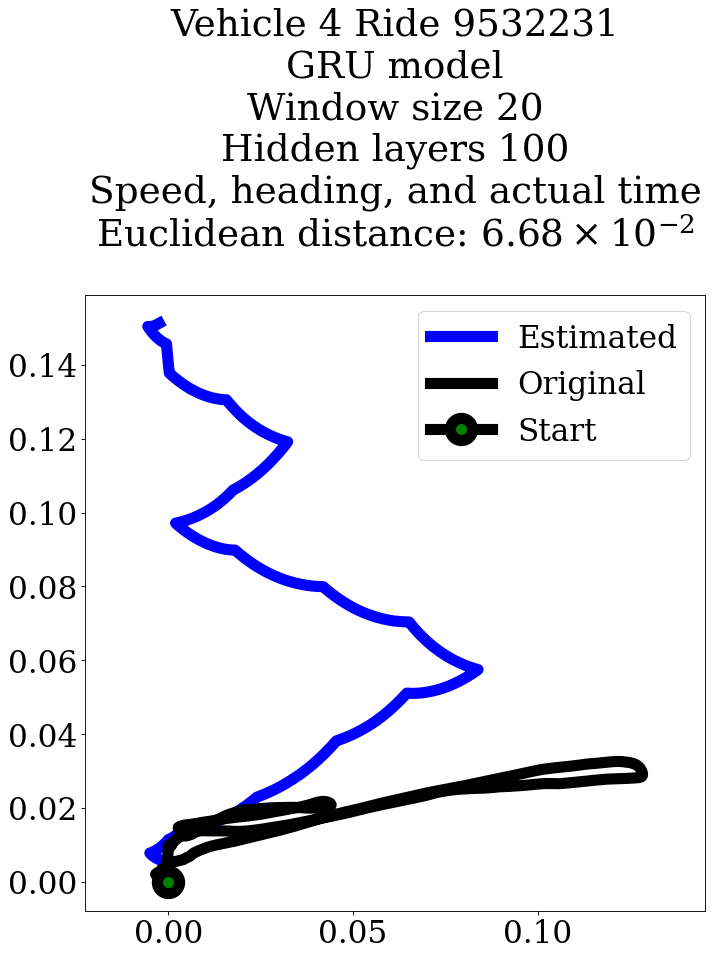 Vehicle 4 Ride 9532231
GRU model
Window size 20
Hidden layers 100
Speed, heading, and actual time
Euclidean distance: 6.68 × 10⁻²
Estimated
Original
Start
0.14
0.12
0.10
0.08
0.06
0.04
0.02
0.00
0.00 0.05 0.10